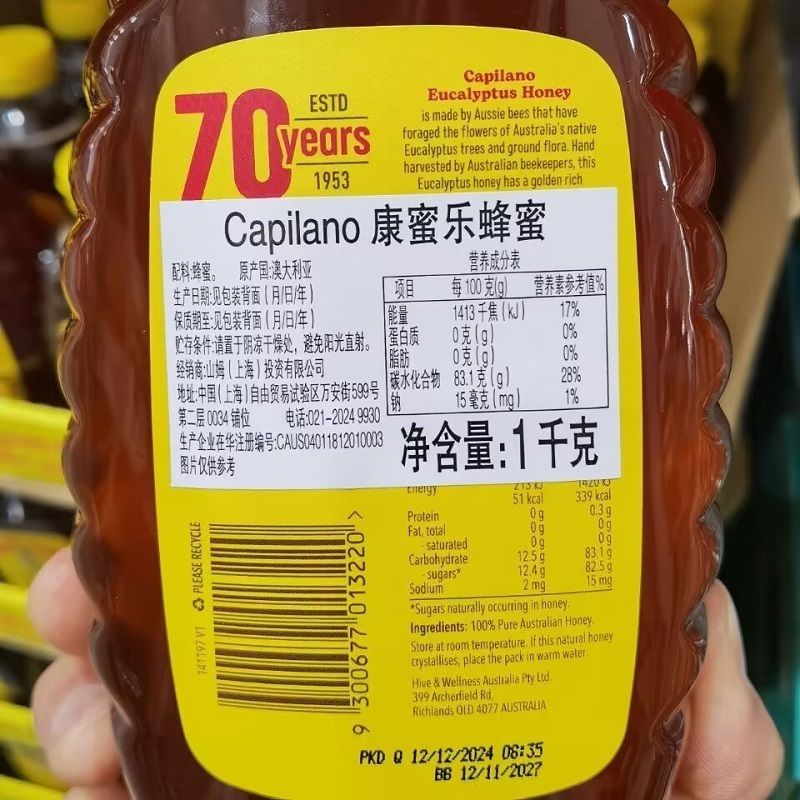 70 years
ESTD
1953
Capilano
Eucalyptus Honey
is made by Aussie bees that have
foraged the flowers of Australia's native
Eucalyptus trees and ground flora. Hand
harvested by Australian beekeepers, this
Eucalyptus honey has a golden rich
Capilano 康蜜乐蜂蜜
配料:蜂蜜。 原产国:澳大利亚
生产日期:见包装背面 (月/日/年)
保质期至:见包装背面 (月/日/年)
贮存条件:请置于阴凉干燥处，避免阳光直射。
经销商:山姆(上海)投资有限公司
地址:中国(上海)自由贸易试验区万安街599号
第二层 0034 铺位 电话:021-2024 9930
生产企业在华注册编号:CAUS04011812010003
图片仅供参考
营养成分表
项目 每 100 克(g) 营养素参考值%
能量 1413 千焦 (kJ) 17%
蛋白质 0 克 (g) 0%
脂肪 0 克 (g) 0%
碳水化合物 83.1 克 (g) 28%
钠 15 毫克 (mg) 1%
净含量:1 千克
Energy 213 kJ 1420 kJ
51 kcal 339 kcal
Protein 0 g 0.3 g
Fat, total 0 g 0 g
- saturated 0 g 0 g
Carbohydrate 12.5 g 83.1 g
- sugars* 12.4 g 82.5 g
Sodium 2 mg 15 mg
*Sugars naturally occurring in honey.
Ingredients: 100% Pure Australian Honey.
Store at room temperature. If this natural honey
crystallises, place the pack in warm water.
Hive & Wellness Australia Pty Ltd.
399 Archerfield Rd,
Richlands QLD 4077 AUSTRALIA
PLEASE RECYCLE
141197 V1
9 300677 013220 >
PKD Q 12/12/2024 06:35
BB 12/11/2027